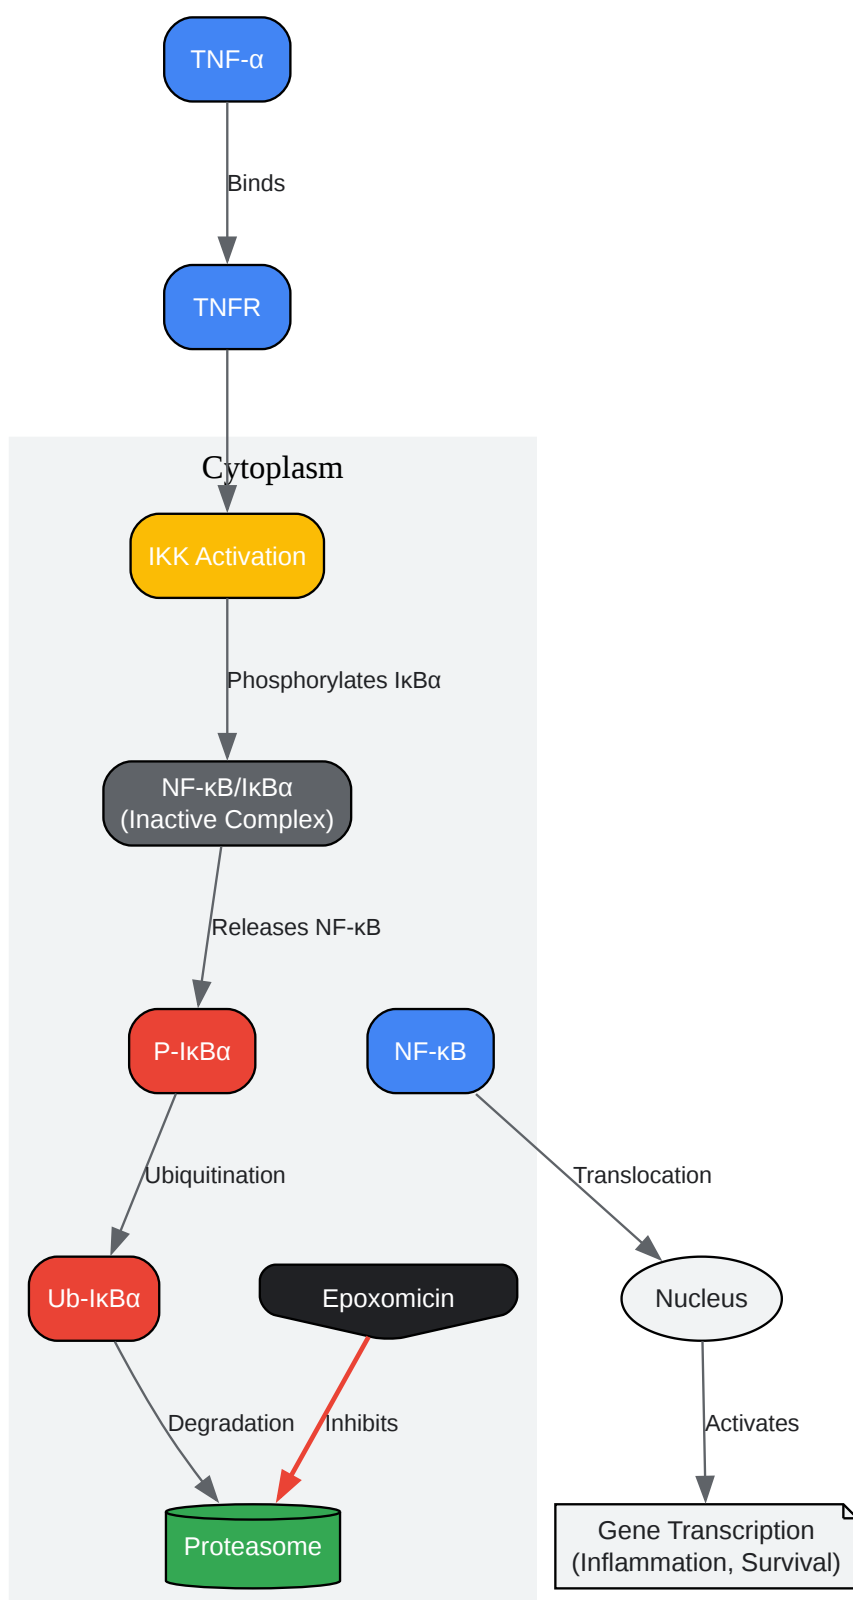 TNF-α
Binds
TNFR
Cytoplasm
IKK Activation
Phosphorylates IκBα
NF-κB/IκBα
(Inactive Complex)
Releases NF-κB
P-IκBα
NF-κB
Ubiquitination
Translocation
Ub-IκBα
Epoxomicin
Nucleus
Degradation
Inhibits
Activates
Proteasome
Gene Transcription
(Inflammation, Survival)